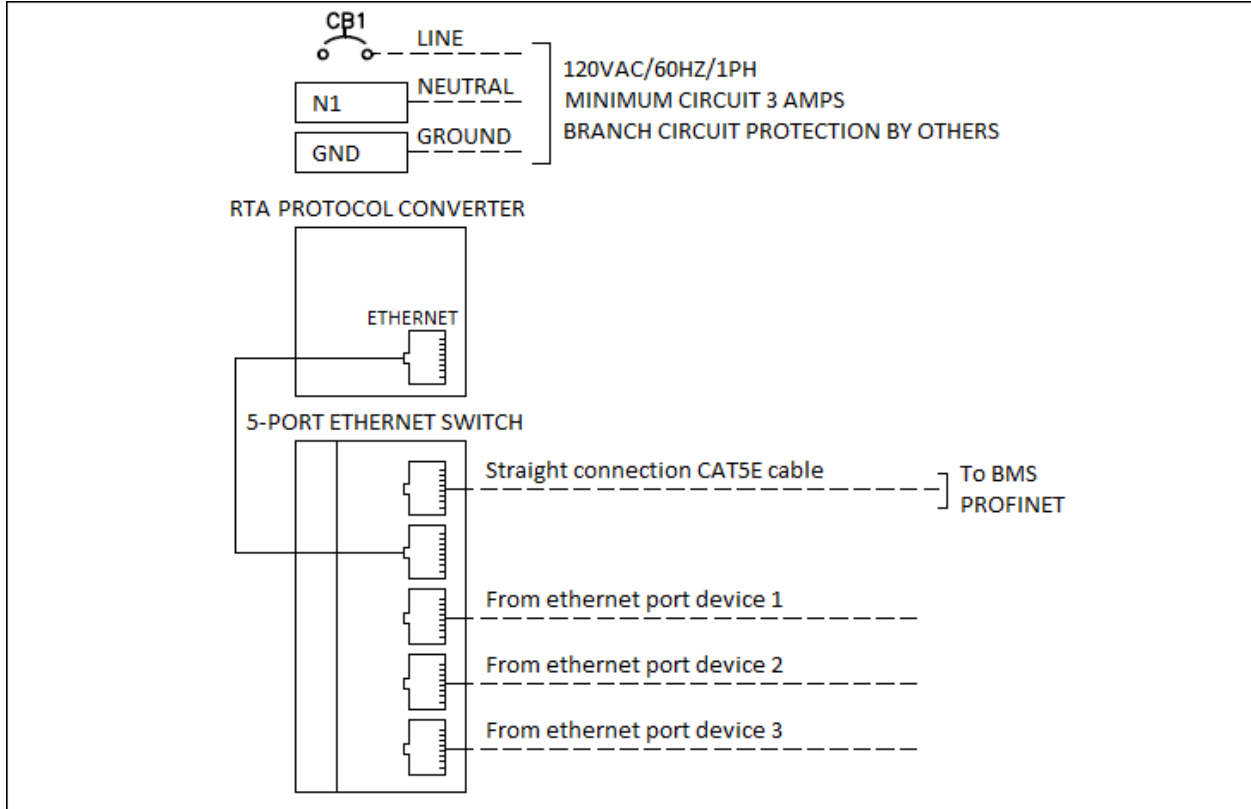 CB1
LINE
NEUTRAL
N1
GROUND
GND
120VAC/60HZ/1PH
MINIMUM CIRCUIT 3 AMPS
BRANCH CIRCUIT PROTECTION BY OTHERS
RTA PROTOCOL CONVERTER
ETHERNET
5-PORT ETHERNET SWITCH
Straight connection CAT5E cable
To BMS
PROFINET
From ethernet port device 1
From ethernet port device 2
From ethernet port device 3